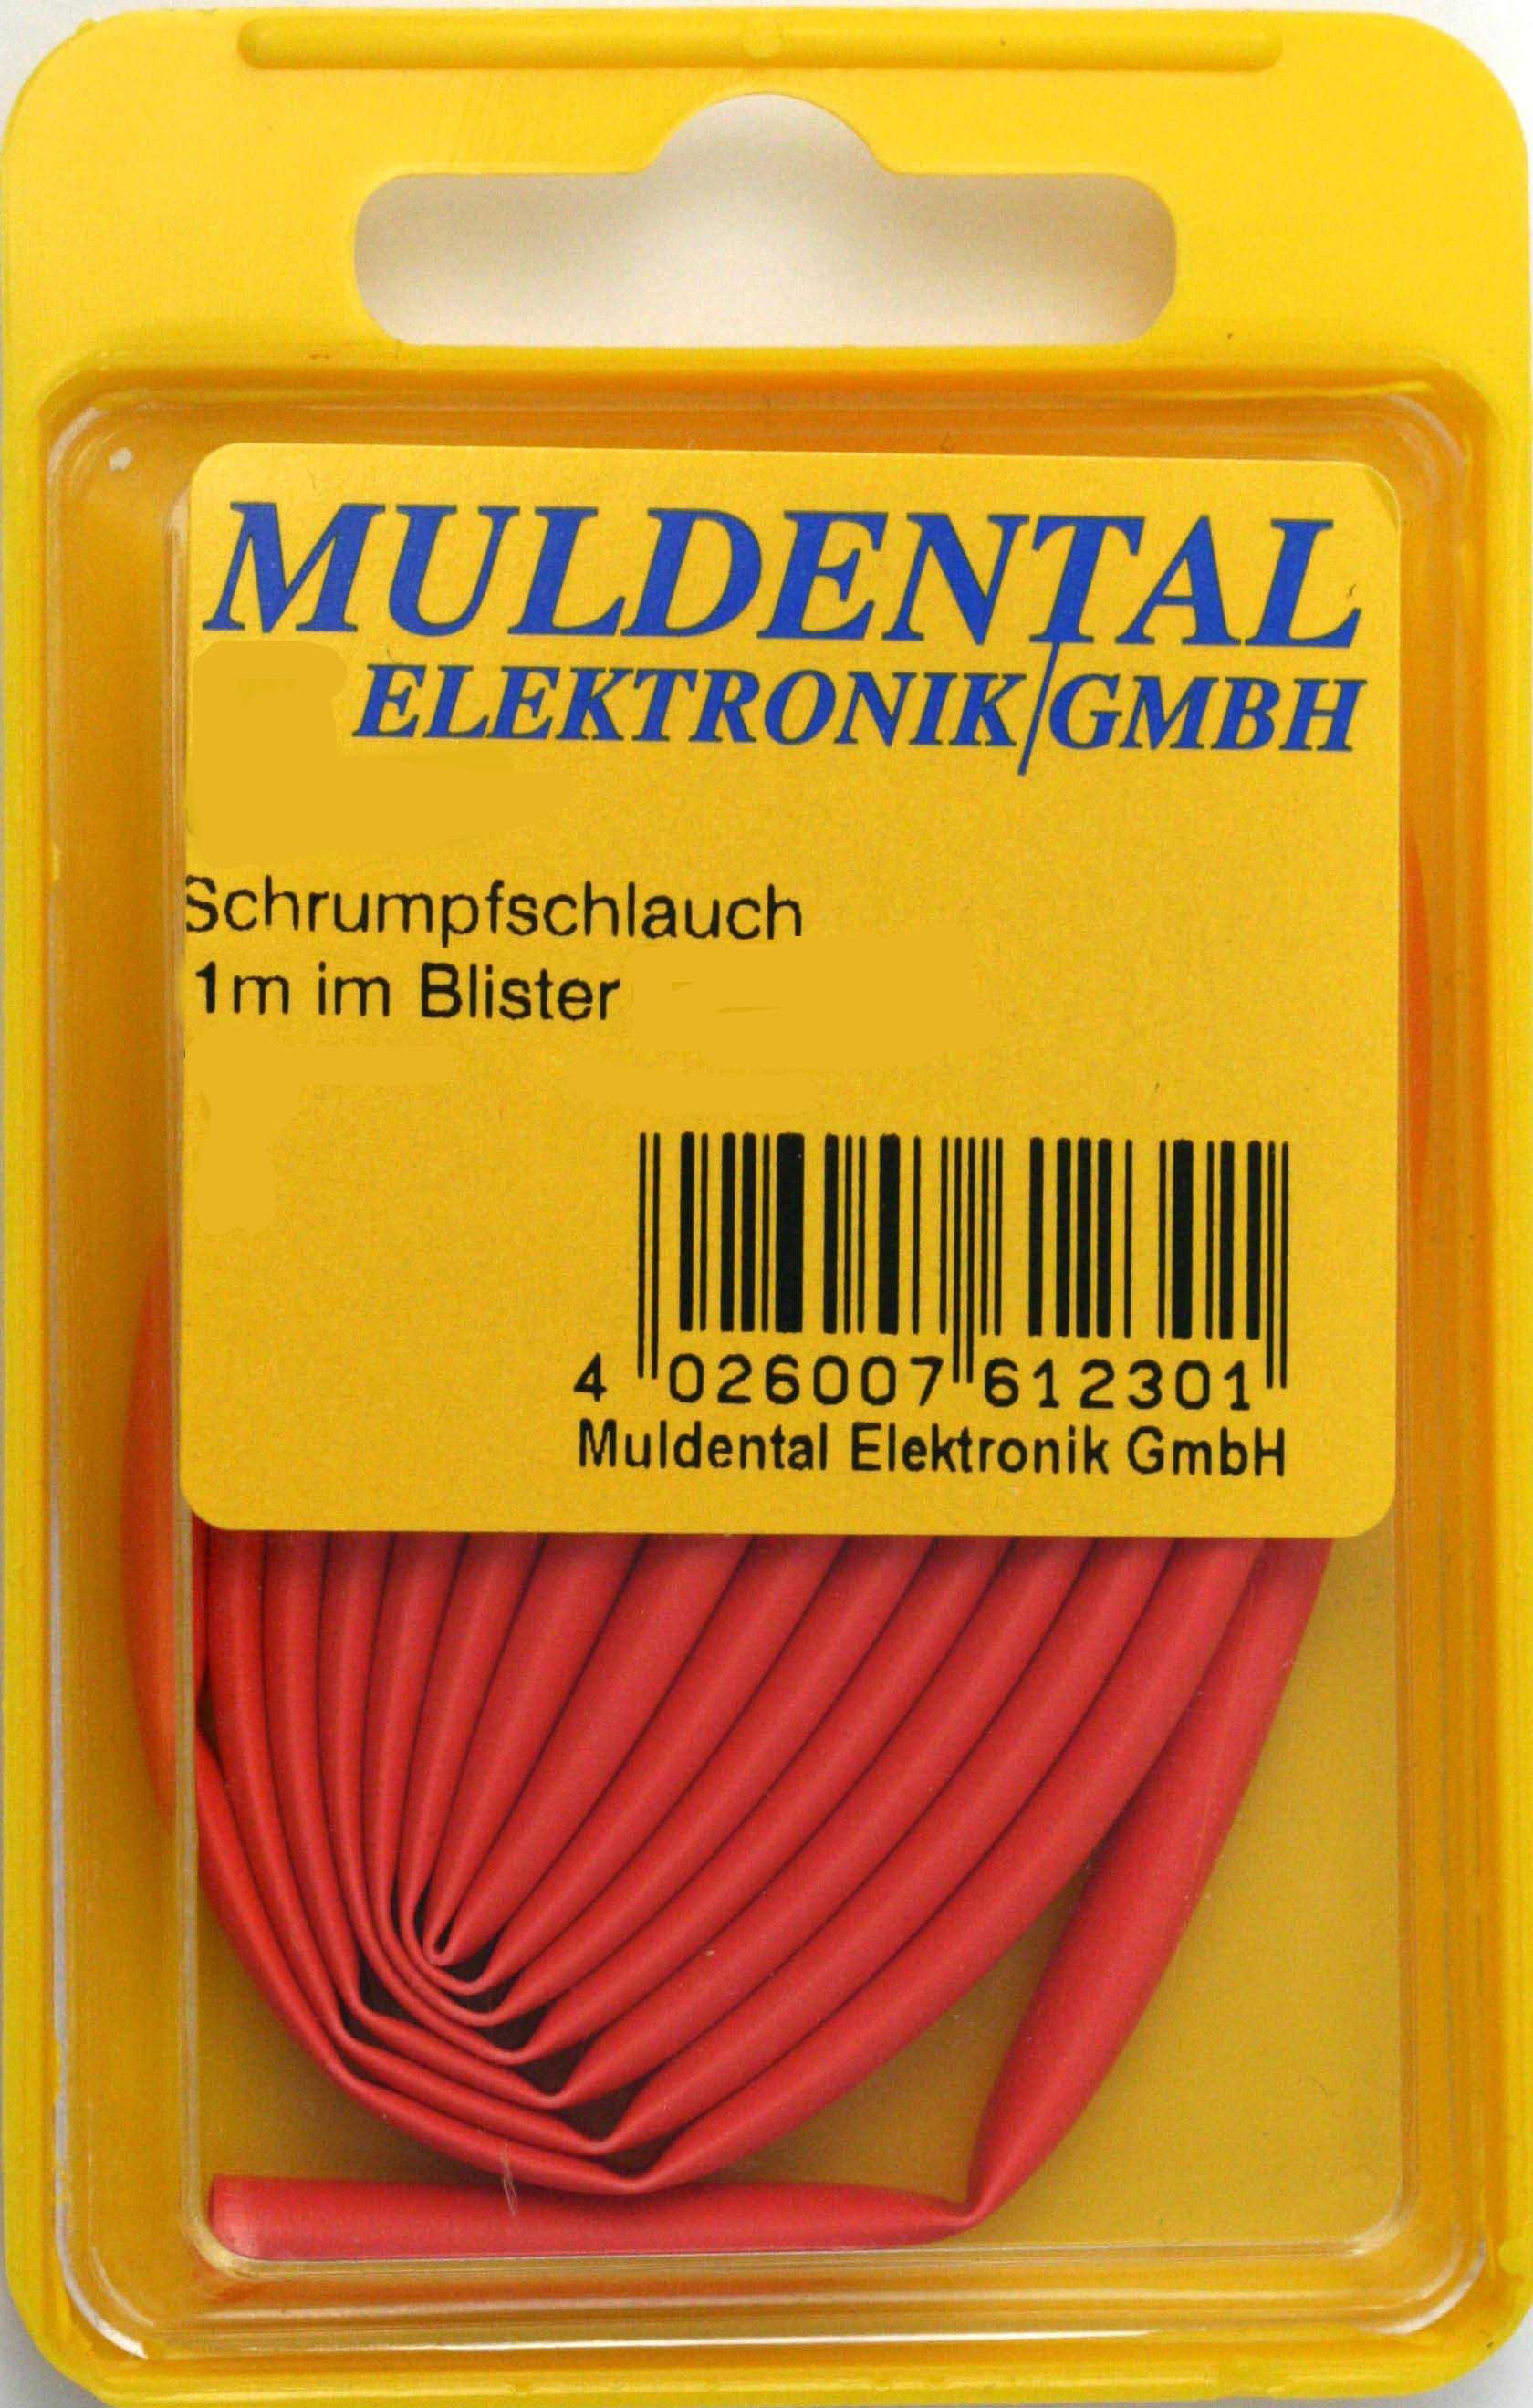 MULDENTAL
ELEKTRONIK/GMBH
Schrumpfschlauch
1m im Blister
4 026007 612301
Muldental Elektronik GmbH